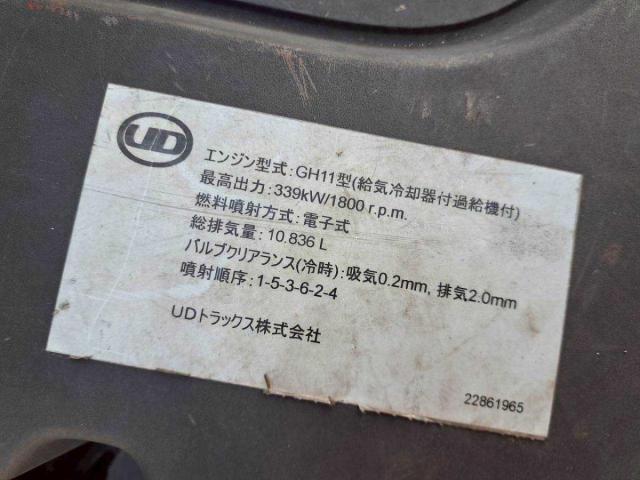 UD
エンジン型式:GH11型(給気冷却器付過給機付)
最高出力:339kW/1800 r.p.m.
燃料噴射方式:電子式
総排気量:10.836 L
バルブクリアランス(冷時):吸気0.2mm, 排気2.0mm
噴射順序:1-5-3-6-2-4
UDトラックス株式会社
22861965